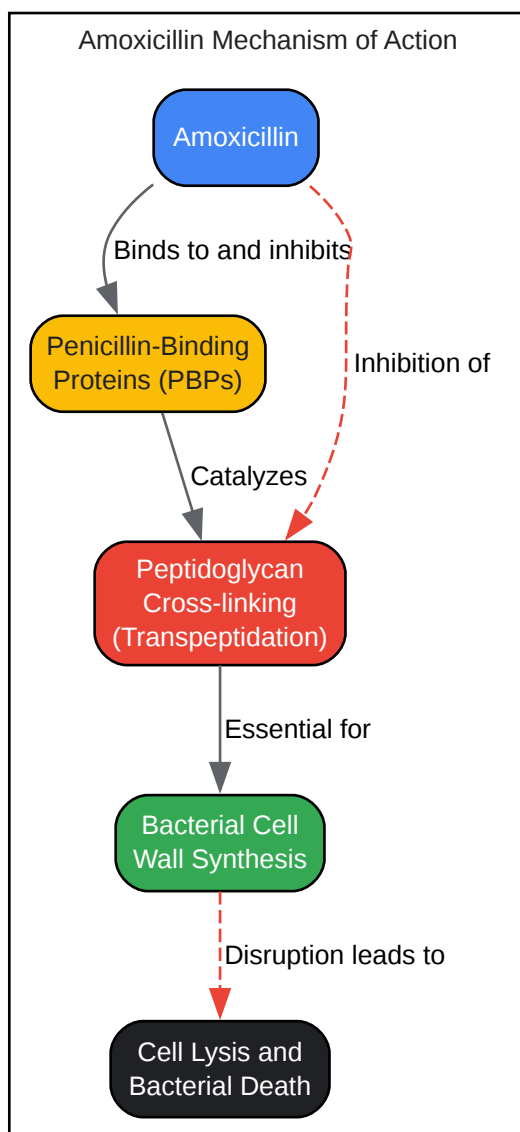 Amoxicillin Mechanism of Action
Amoxicillin
Binds to and inhibits
Penicillin-Binding
Proteins (PBPs)
Inhibition of
Catalyzes
Peptidoglycan
Cross-linking
(Transpeptidation)
Essential for
Bacterial Cell
Wall Synthesis
Disruption leads to
Cell Lysis and
Bacterial Death